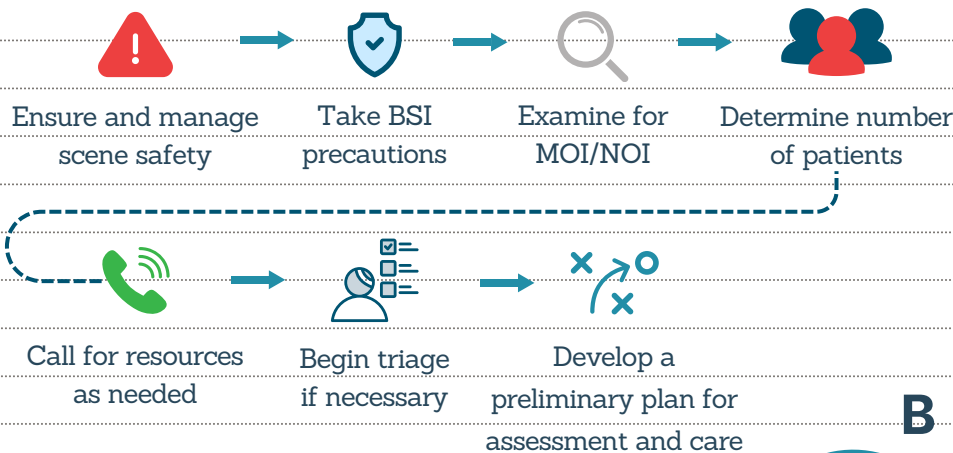 Ensure and manage
scene safety
Take BSI
precautions
Examine for
MOI/NOI
Determine number
of patients
Call for resources
as needed
Begin triage
if necessary
Develop a
preliminary plan for
assessment and care
B